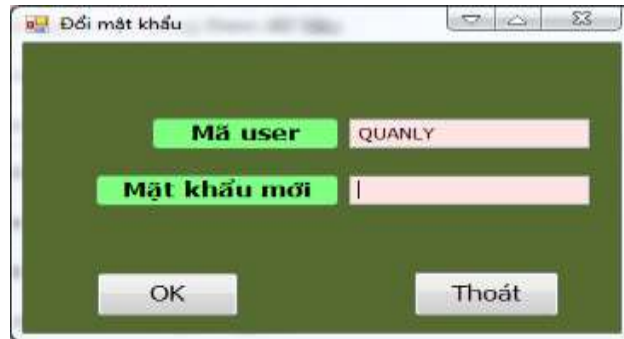 Đổi mật khẩu
Mã user QUANLY
Mật khẩu mới
OK Thoát